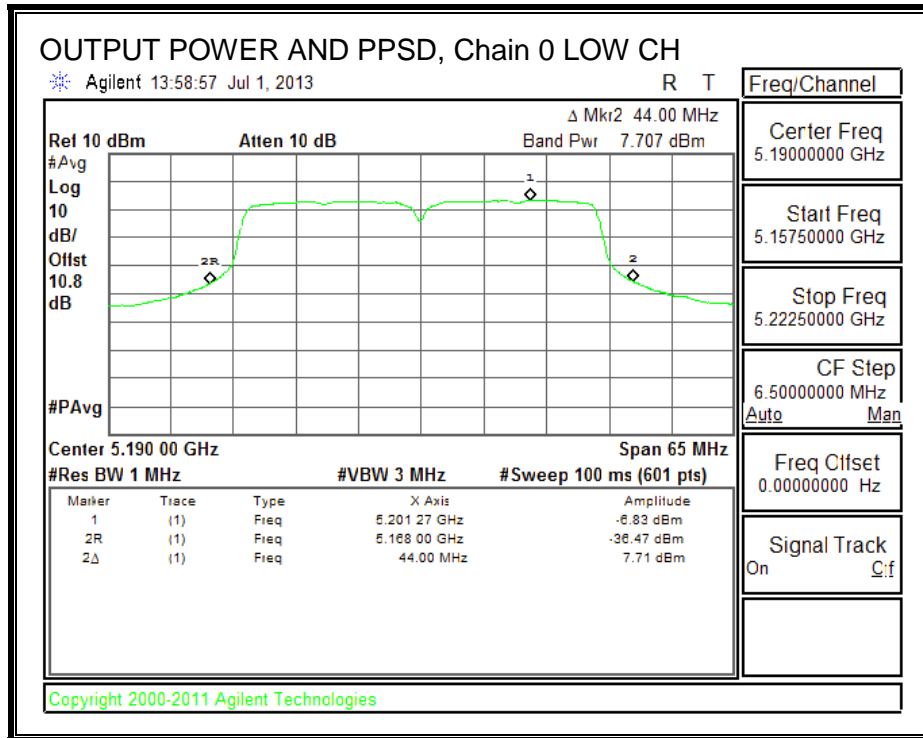 OUTPUT POWER AND PPSD, Chain 0 LOW CH
Agilent 13:58:57 Jul 1, 2013 R T
Δ Mkr2 44.00 MHz
Ref 10 dBm Atten 10 dB Band Pwr 7.707 dBm
#Avg
Log
10
dB/
Offst
10.8
dB
#PAvg
1
2R
2
Center 5.190 00 GHz Span 65 MHz
#Res BW 1 MHz #VBW 3 MHz #Sweep 100 ms (601 pts)
Marker Trace Type X Axis Amplitude
1 (1) Freq 5.201 27 GHz -6.83 dBm
2R (1) Freq 5.168 00 GHz -36.47 dBm
2Δ (1) Freq 44.00 MHz 7.71 dBm
Freq/Channel
Center Freq
5.19000000 GHz
Start Freq
5.15750000 GHz
Stop Freq
5.22250000 GHz
CF Step
6.50000000 MHz
Auto Man
Freq Offset
0.00000000 Hz
Signal Track
On Off
Copyright 2000-2011 Agilent Technologies